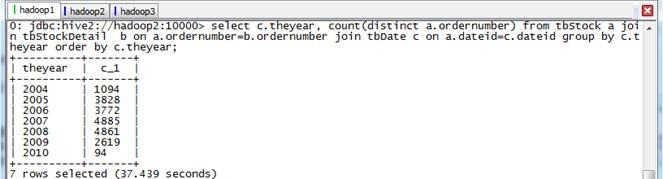 hadoop1 hadoop2 hadoop3
0: jdbc:hive2://hadoop2:10000> select c.theyear, count(distinct a.ordernumber) from tbStock a joi
n tbStockDetail  b on a.ordernumber=b.ordernumber join tbDate c on a.dateid=c.dateid group by c.t
heyear order by c.theyear;
+----------+-------+
| theyear  |  c_1  |
+----------+-------+
| 2004     | 1094  |
| 2005     | 3828  |
| 2006     | 3772  |
| 2007     | 4885  |
| 2008     | 4861  |
| 2009     | 2619  |
| 2010     | 94    |
+----------+-------+
7 rows selected (37.439 seconds)